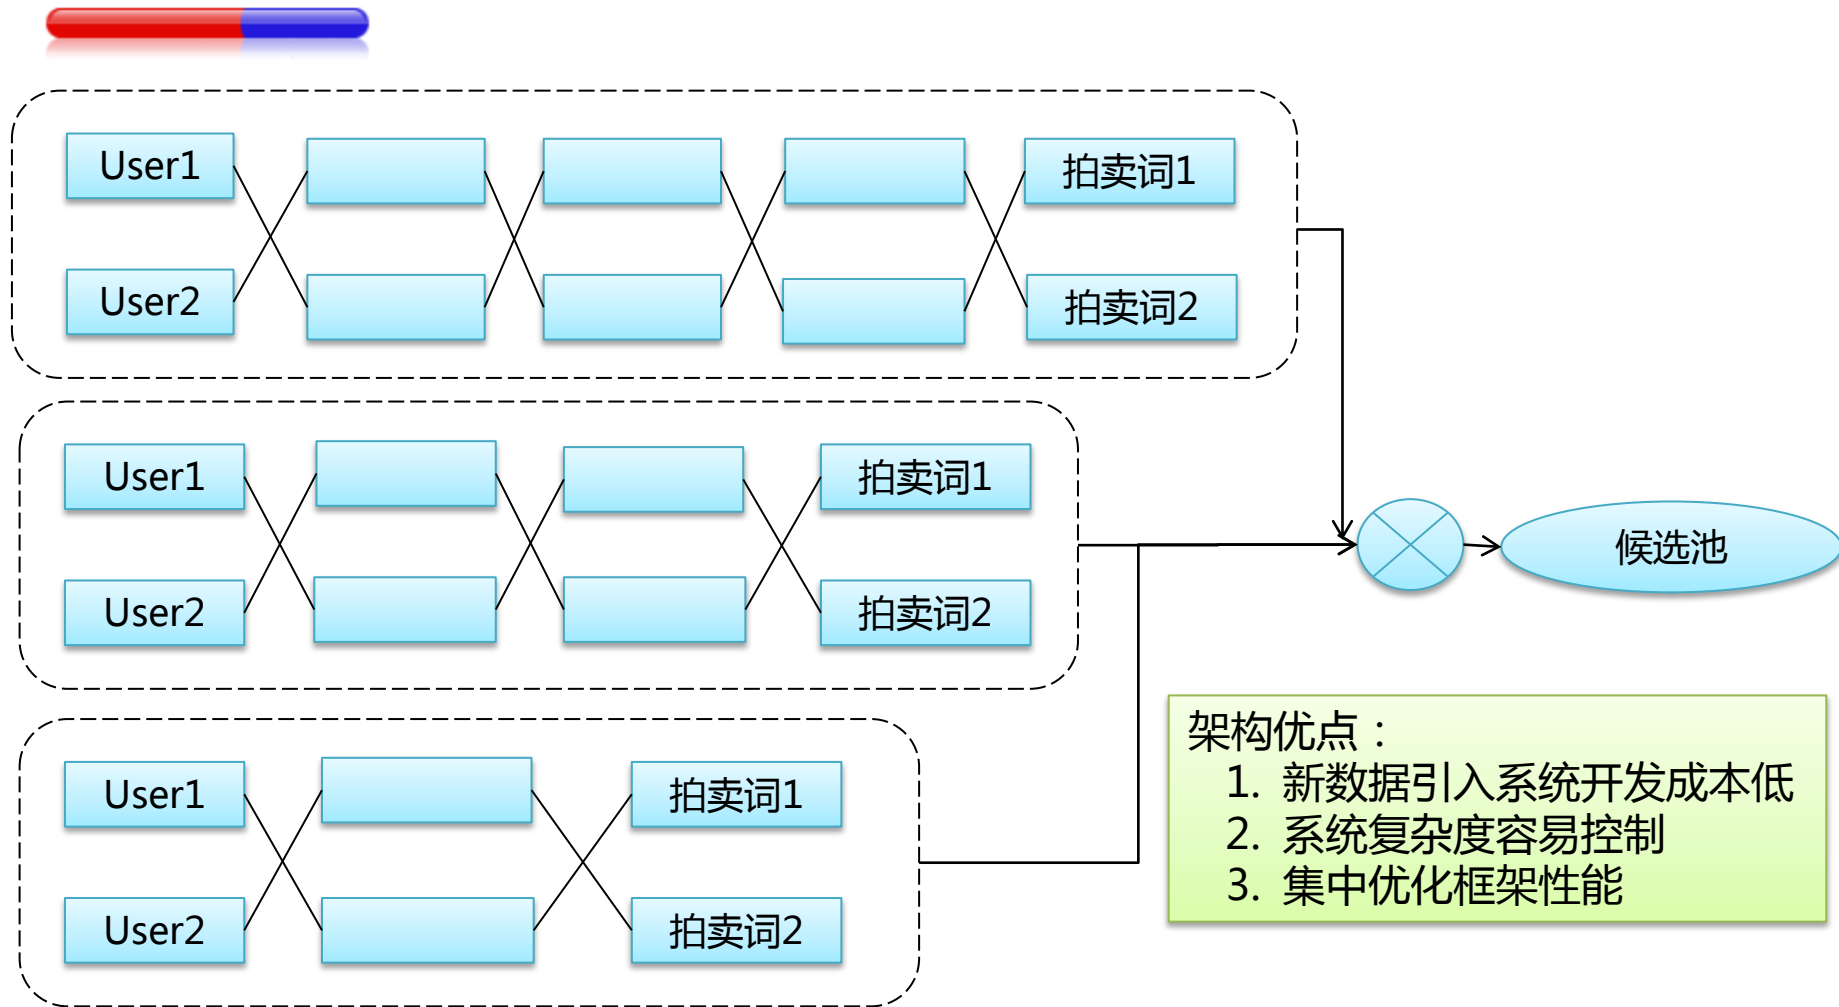 User1
拍卖词1
User2
拍卖词2
User1
拍卖词1
User2
拍卖词2
候选池
User1
拍卖词1
User2
拍卖词2
架构优点：
1. 新数据引入系统开发成本低
2. 系统复杂度容易控制
3. 集中优化框架性能